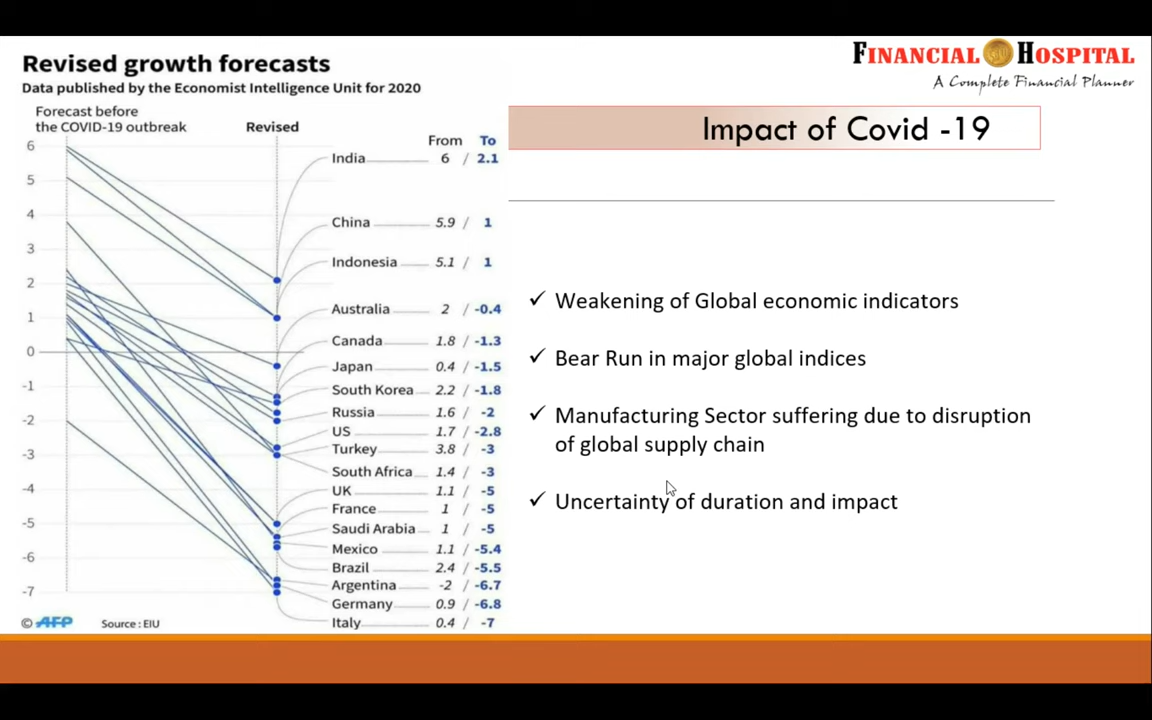 Revised growth forecasts
Data published by the Economist Intelligence Unit for 2020
Forecast before
the COVID-19 outbreak
Revised
From To
6
5
4
3
2
1
0
-1
-2
-3
-4
-5
-6
-7
India 6 / 2.1
China 5.9 / 1
Indonesia 5.1 / 1
Australia 2 / -0.4
Canada 1.8 / -1.3
Japan 0.4 / -1.5
South Korea 2.2 / -1.8
Russia 1.6 / -2
US 1.7 / -2.8
Turkey 3.8 / -3
South Africa 1.4 / -3
UK 1.1 / -5
France 1 / -5
Saudi Arabia 1 / -5
Mexico 1.1 / -5.4
Brazil 2.4 / -5.5
Argentina -2 / -6.7
Germany 0.9 / -6.8
Italy 0.4 / -7
© AFP Source : EIU
FINANCIAL HOSPITAL
A Complete Financial Planner
Impact of Covid -19
✓ Weakening of Global economic indicators
✓ Bear Run in major global indices
✓ Manufacturing Sector suffering due to disruption
of global supply chain
✓ Uncertainty of duration and impact